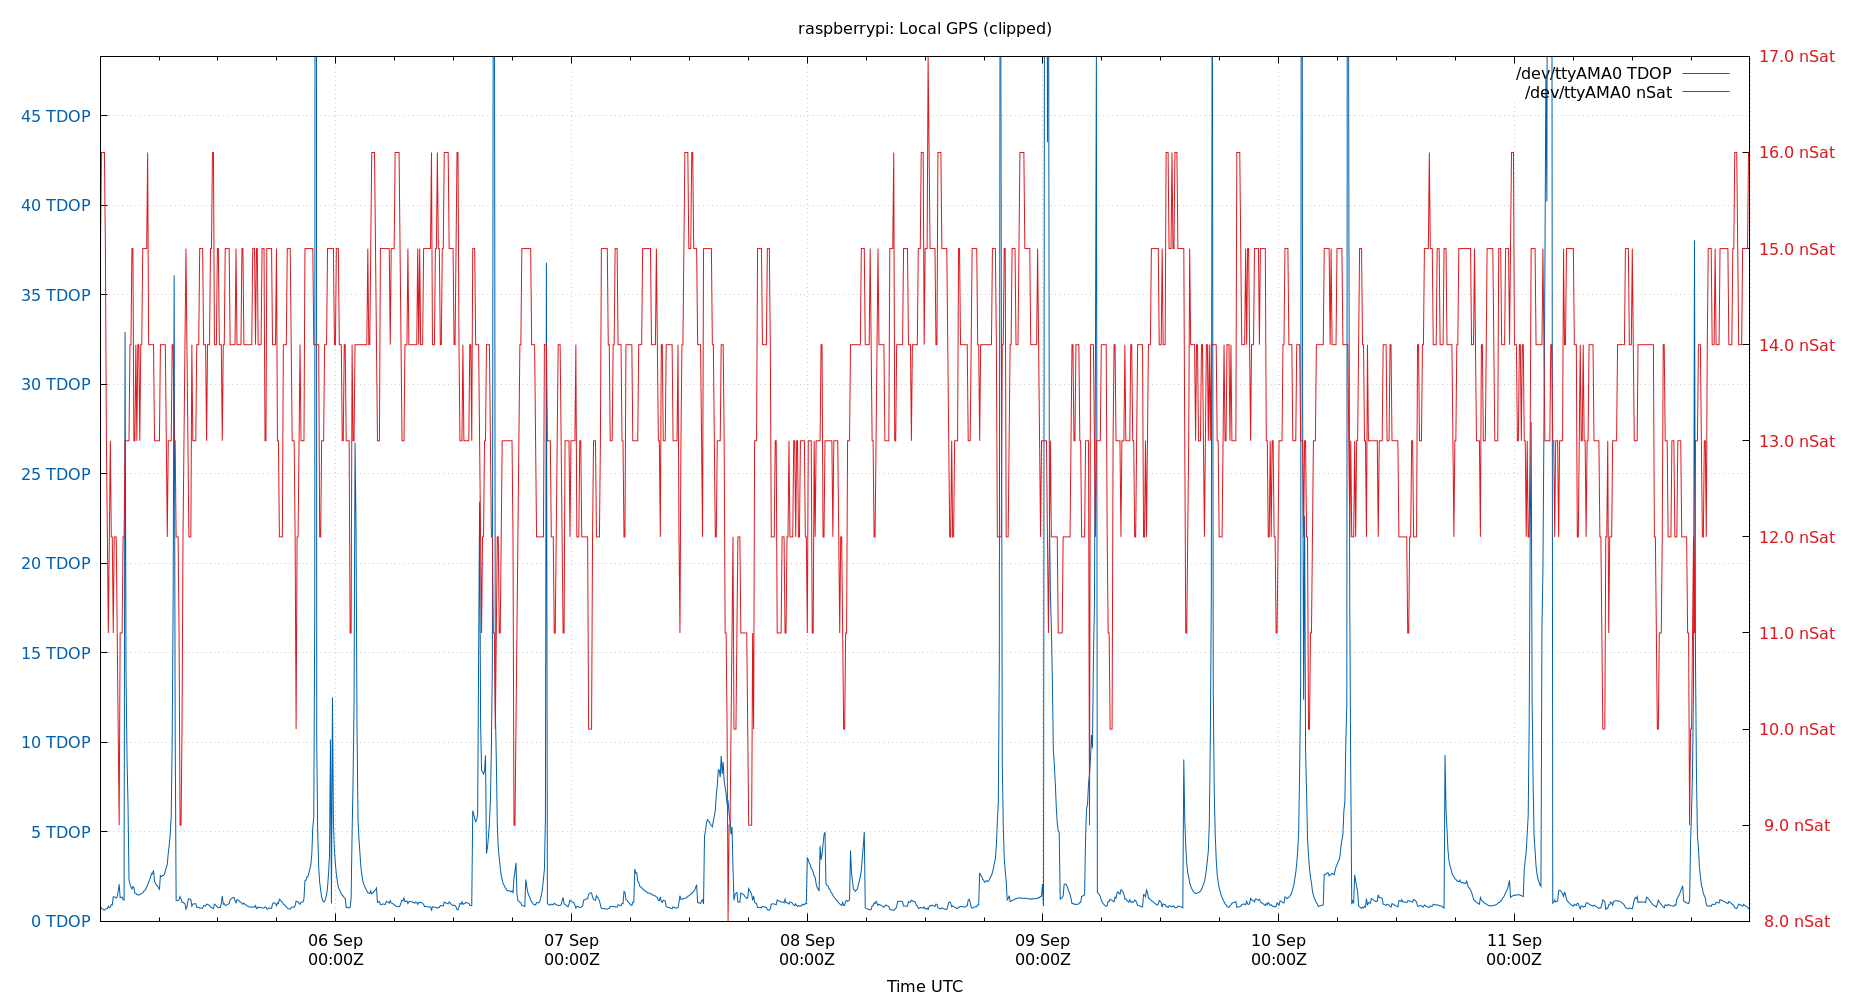 raspberrypi: Local GPS (clipped)
17.0 nSat
/dev/ttyAMA0 TDOP
/dev/ttyAMA0 nSat
45 TDOP
16.0 nSat
40 TDOP
15.0 nSat
35 TDOP
14.0 nSat
30 TDOP
13.0 nSat
25 TDOP
12.0 nSat
20 TDOP
11.0 nSat
15 TDOP
10.0 nSat
10 TDOP
9.0 nSat
5 TDOP
0 TDOP
8.0 nSat
06 Sep 07 Sep 08 Sep 09 Sep 10 Sep 11 Sep
00:00Z 00:00Z 00:00Z 00:00Z 00:00Z 00:00Z
Time UTC